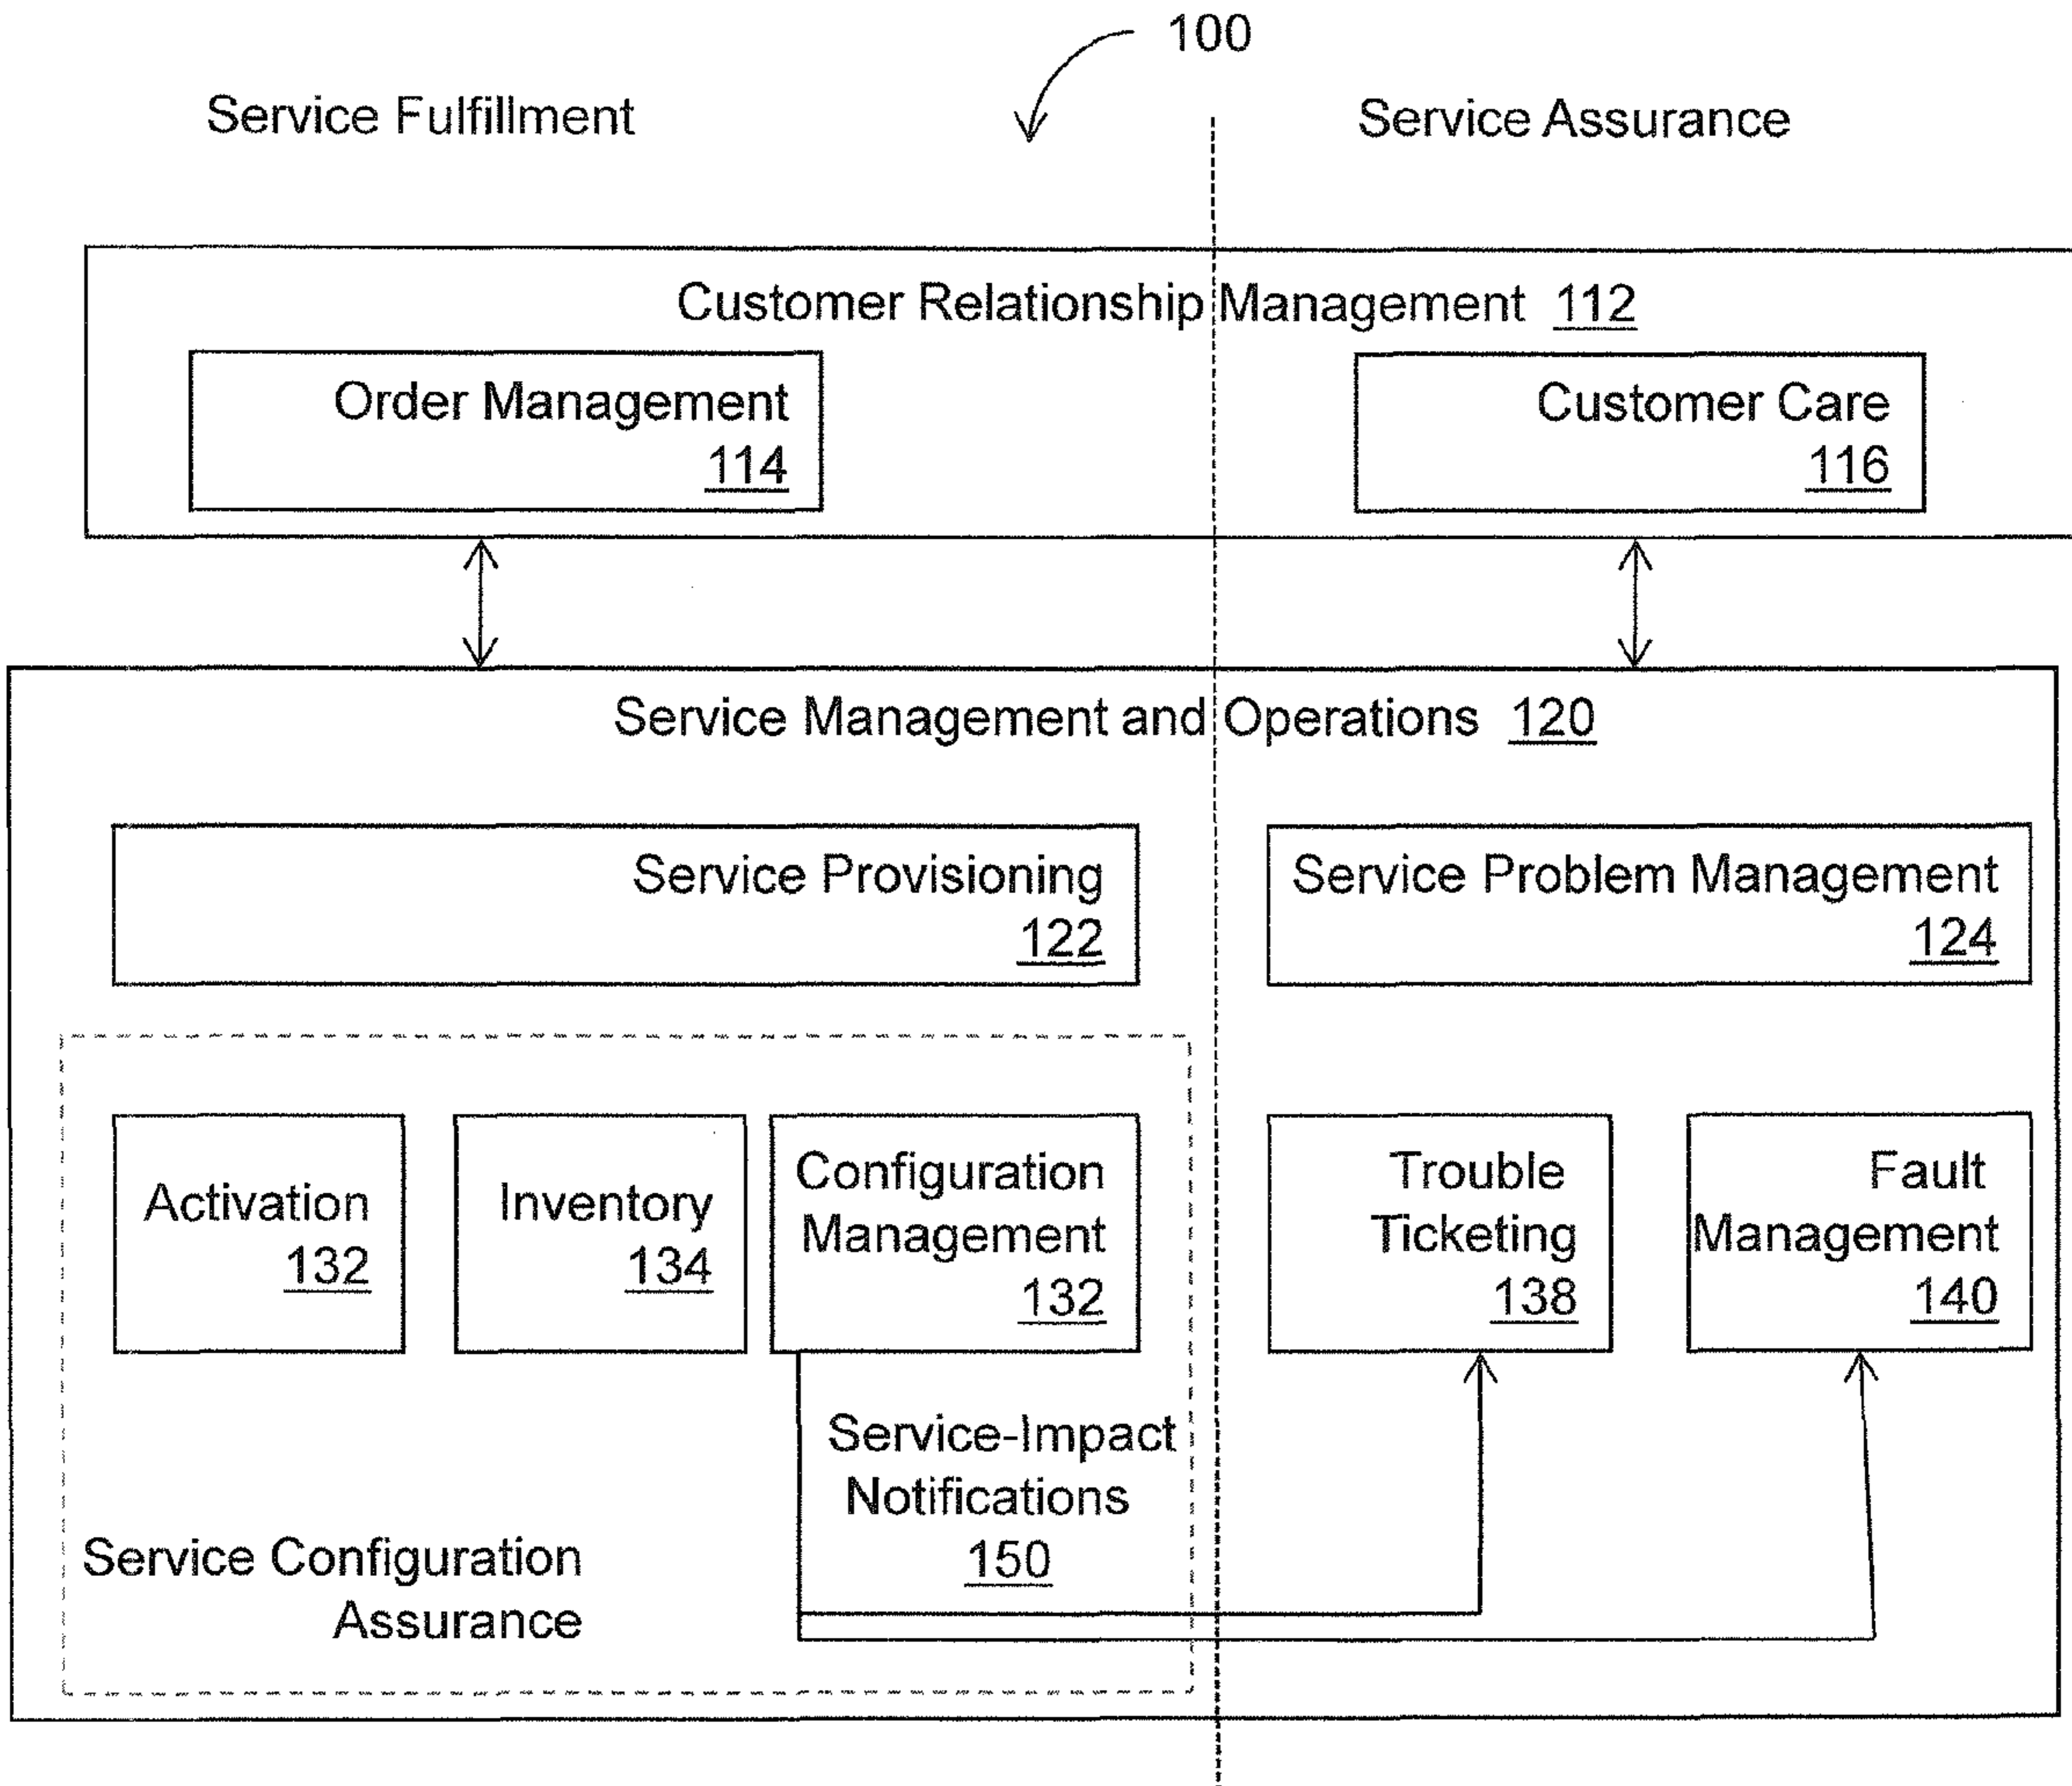 100
Service Fulfillment
Service Assurance
Customer Relationship Management 112
Order Management
114
Customer Care
116
Service Management and Operations 120
Service Provisioning
122
Service Problem Management
124
Activation
132
Inventory
134
Configuration
Management
132
Trouble
Ticketing
138
Fault
Management
140
Service-Impact
Notifications
150
Service Configuration
Assurance